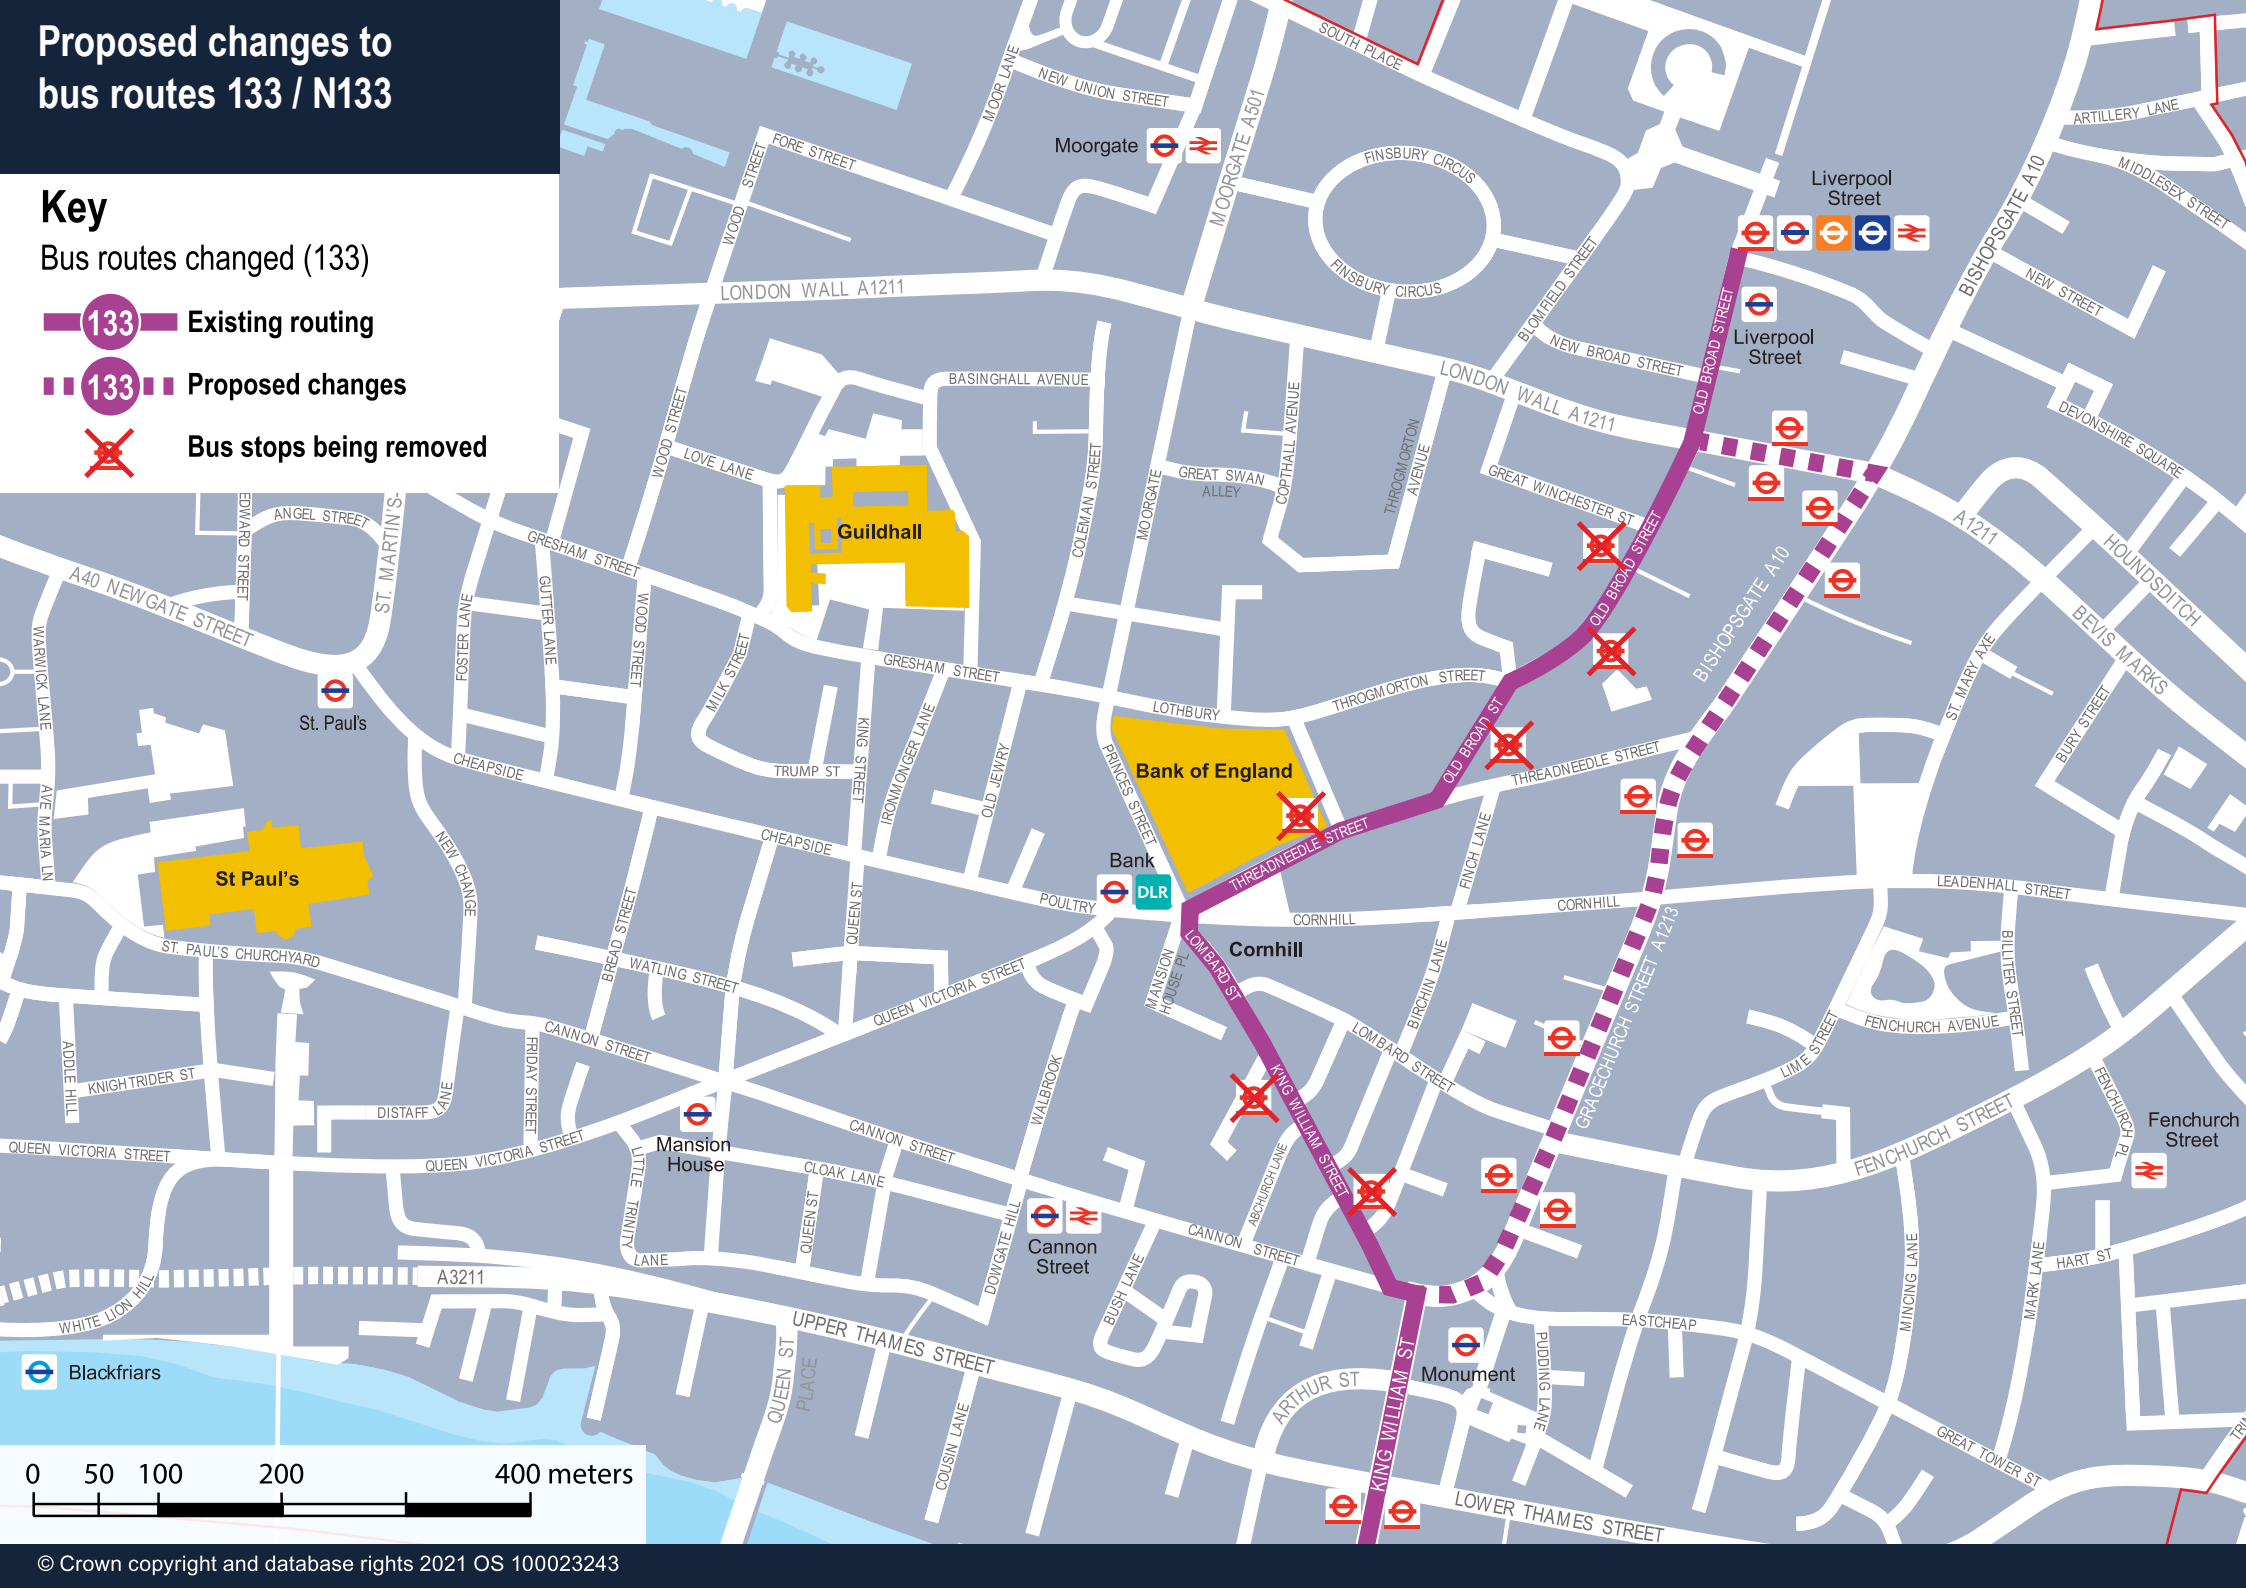 Proposed changes to
bus routes 133 / N133
Key
Bus routes changed (133)
133 Existing routing
133 Proposed changes
Bus stops being removed
SOUTH PLACE
MOOR LANE
NEW UNION STREET
MOORGATE A501
Moorgate
FORE STREET
WOOD STREET
FINSBURY CIRCUS
FINSBURY CIRCUS
ARTILLERY LANE
MIDDLESEX STREET
Liverpool
Street
BISHOPSGATE A10
NEW STREET
BLOMFIELD STREET
LONDON WALL A1211
NEW BROAD STREET
OLD BROAD STREET
Liverpool
Street
LONDON WALL A1211
DEVONSHIRE SQUARE
BASINGHALL AVENUE
WOOD STREET
LOVE LANE
COLEMAN STREET
MOORGATE
GREAT SWAN
ALLEY
COPTHALL AVENUE
THROGMORTON
AVENUE
GREAT WINCHESTER ST
OLD BROAD STREET
A1211
HOUNDSDITCH
BEVIS MARKS
BISHOPSGATE A10
EDWARD STREET
ANGEL STREET
ST. MARTIN'S
GRESHAM STREET
Guildhall
A40 NEWGATE STREET
WARWICK LANE
FOSTER LANE
GUTTER LANE
WOOD STREET
MILK STREET
GRESHAM STREET
LOTHBURY
THROGMORTON STREET
ST. MARY AXE
BURY STREET
St. Paul's
CHEAPSIDE
TRUMP ST
KING STREET
IRONMONGER LANE
OLD JEWRY
PRINCES STREET
Bank of England
OLD BROAD ST
THREADNEEDLE STREET
AVE MARIA LN
St Paul's
NEW CHANGE
CHEAPSIDE
THREADNEEDLE STREET
FINCH LANE
Bank
DLR
POULTRY
CORNHILL
CORNHILL
LEADENHALL STREET
Cornhill
LOMBARD ST
ST. PAUL'S CHURCHYARD
BREAD STREET
WATLING STREET
QUEEN ST
QUEEN VICTORIA STREET
MANSION
HOUSE PL
BIRCHIN LANE
GRACECHURCH STREET A1213
BILLITER STREET
FENCHURCH AVENUE
LIME STREET
CANNON STREET
FRIDAY STREET
ADDLE HILL
KNIGHTRIDER ST
DISTAFF LANE
WALBROOK
LOMBARD STREET
KING WILLIAM STREET
FENCHURCH STREET
FENCHURCH PL
Fenchurch
Street
QUEEN VICTORIA STREET
QUEEN VICTORIA STREET
Mansion
House
LITTLE TRINITY
LANE
CLOAK LANE
QUEEN ST
CANNON STREET
DOWGATE HILL
Cannon
Street
ABCHURCH LANE
CANNON STREET
BUSH LANE
MINCING LANE
MARK LANE
HART ST
A3211
WHITE LION HILL
UPPER THAMES STREET
QUEEN ST
PLACE
COUSIN LANE
ARTHUR ST
KING WILLIAM ST
Monument
PUDDING LANE
EASTCHEAP
GREAT TOWER ST
TRIN
LOWER THAMES STREET
Blackfriars
0 50 100 200 400 meters
© Crown copyright and database rights 2021 OS 100023243